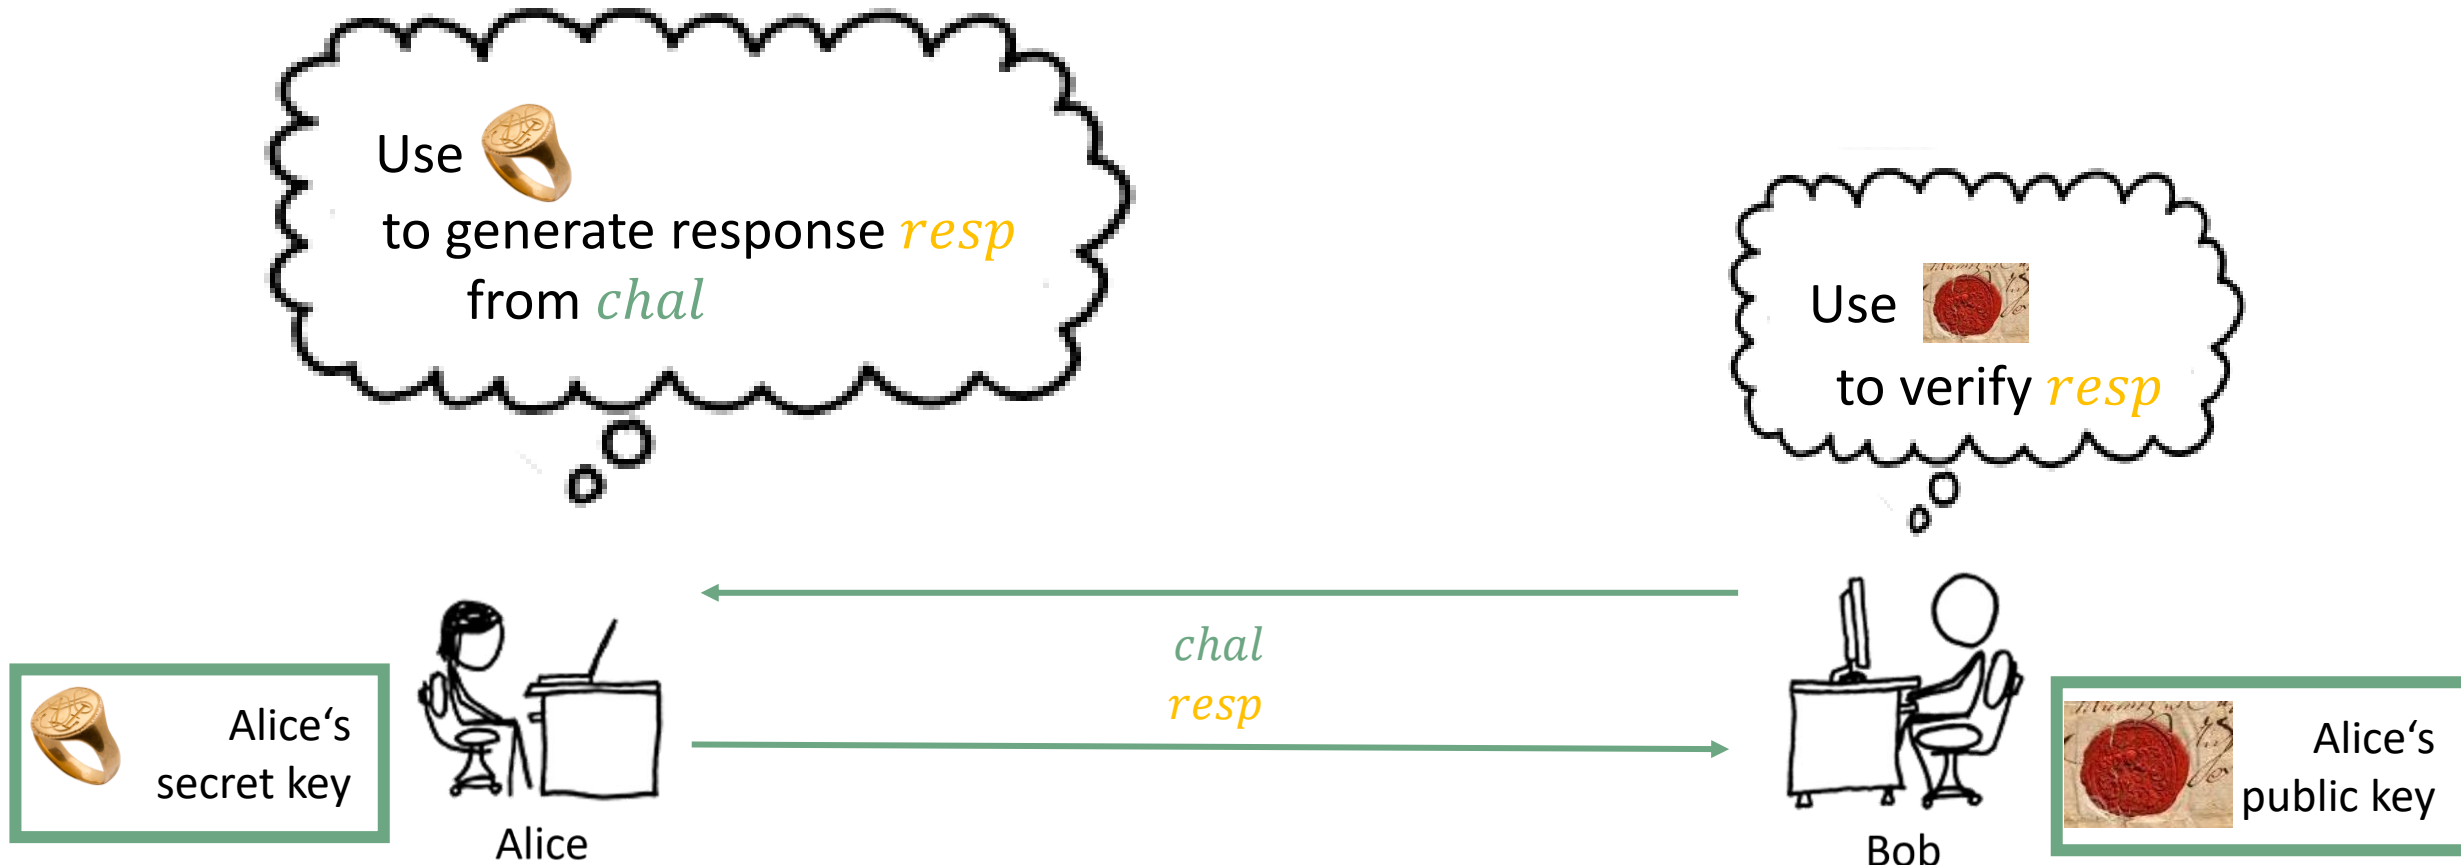 Use
to generate response resp
from chal
Use
to verify resp
chal
resp
Alice‘s
secret key
Alice
Bob
Alice‘s
public key